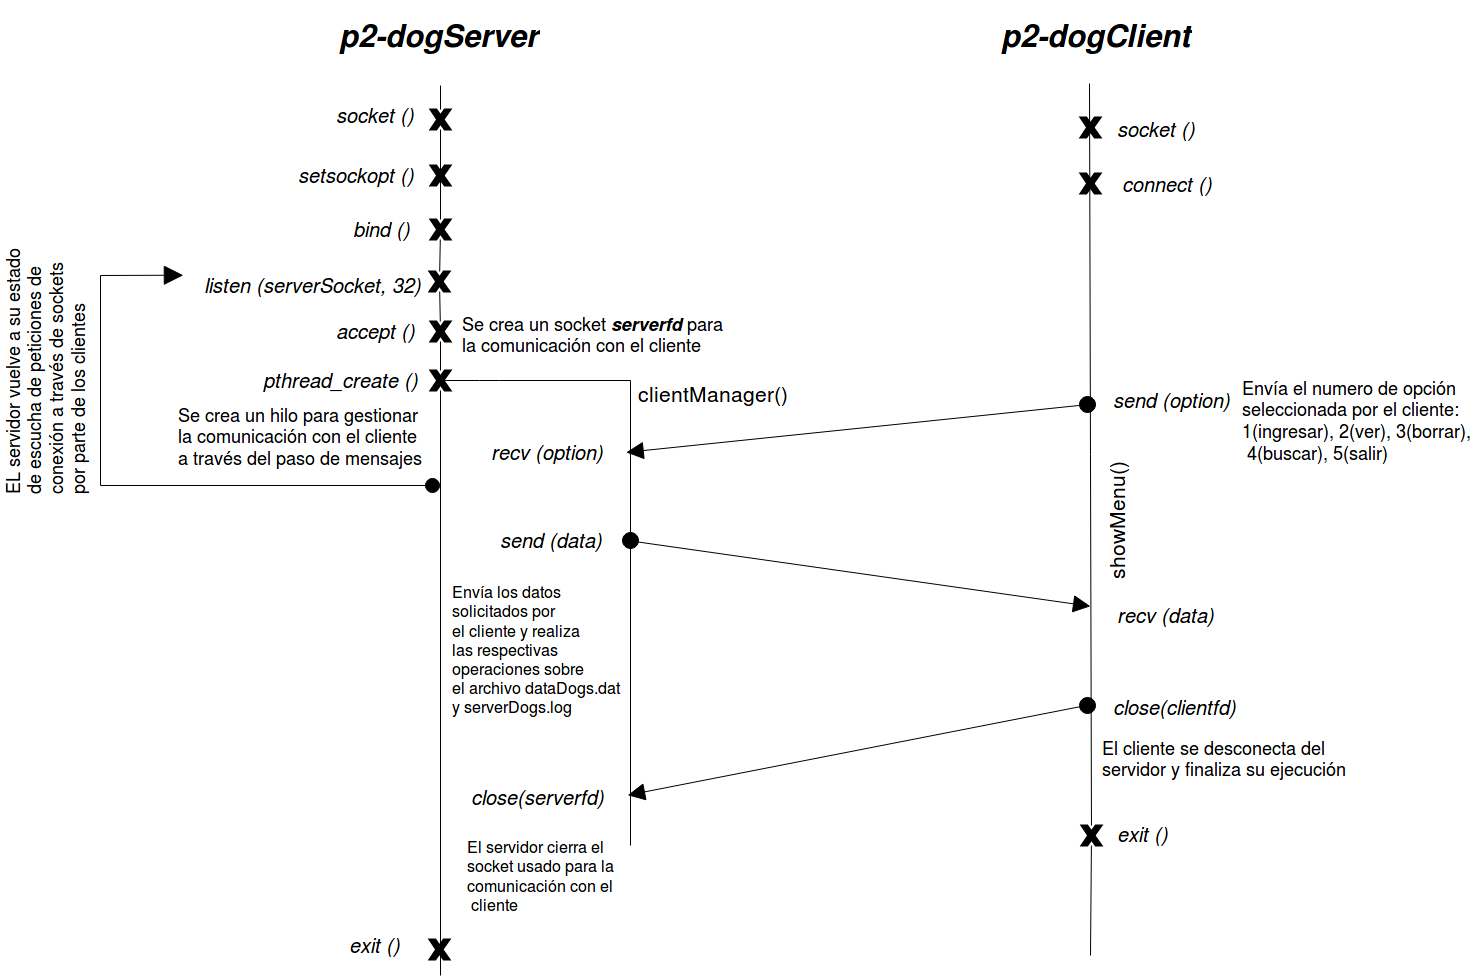 p2-dogServer
p2-dogClient
socket ()
setsockopt ()
bind ()
listen (serverSocket, 32)
accept ()
Se crea un socket serverfd para
la comunicación con el cliente
pthread_create ()
Se crea un hilo para gestionar
la comunicación con el cliente
a través del paso de mensajes
EL servidor vuelve a su estado
de escucha de peticiones de
conexión a través de sockets
por parte de los clientes
clientManager()
recv (option)
send (data)
Envía los datos
solicitados por
el cliente y realiza
las respectivas
operaciones sobre
el archivo dataDogs.dat
y serverDogs.log
close(serverfd)
El servidor cierra el
socket usado para la
comunicación con el
cliente
exit ()
socket ()
connect ()
send (option)
Envía el numero de opción
seleccionada por el cliente:
1(ingresar), 2(ver), 3(borrar),
4(buscar), 5(salir)
showMenu()
recv (data)
close(clientfd)
El cliente se desconecta del
servidor y finaliza su ejecución
exit ()